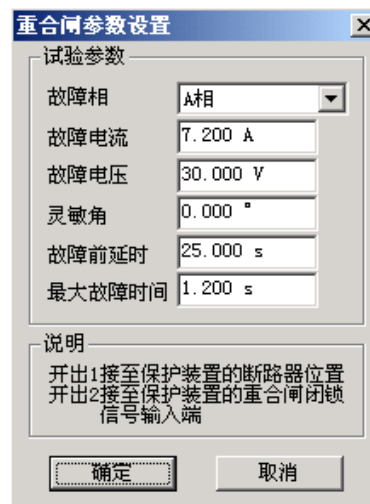 重合闸参数设置
试验参数
故障相 A相
故障电流 7.200 A
故障电压 30.000 V
灵敏角 0.000 °
故障前延时 25.000 s
最大故障时间 1.200 s
说明
开出1接至保护装置的断路器位置
开出2接至保护装置的重合闸闭锁
信号输入端
确定 取消